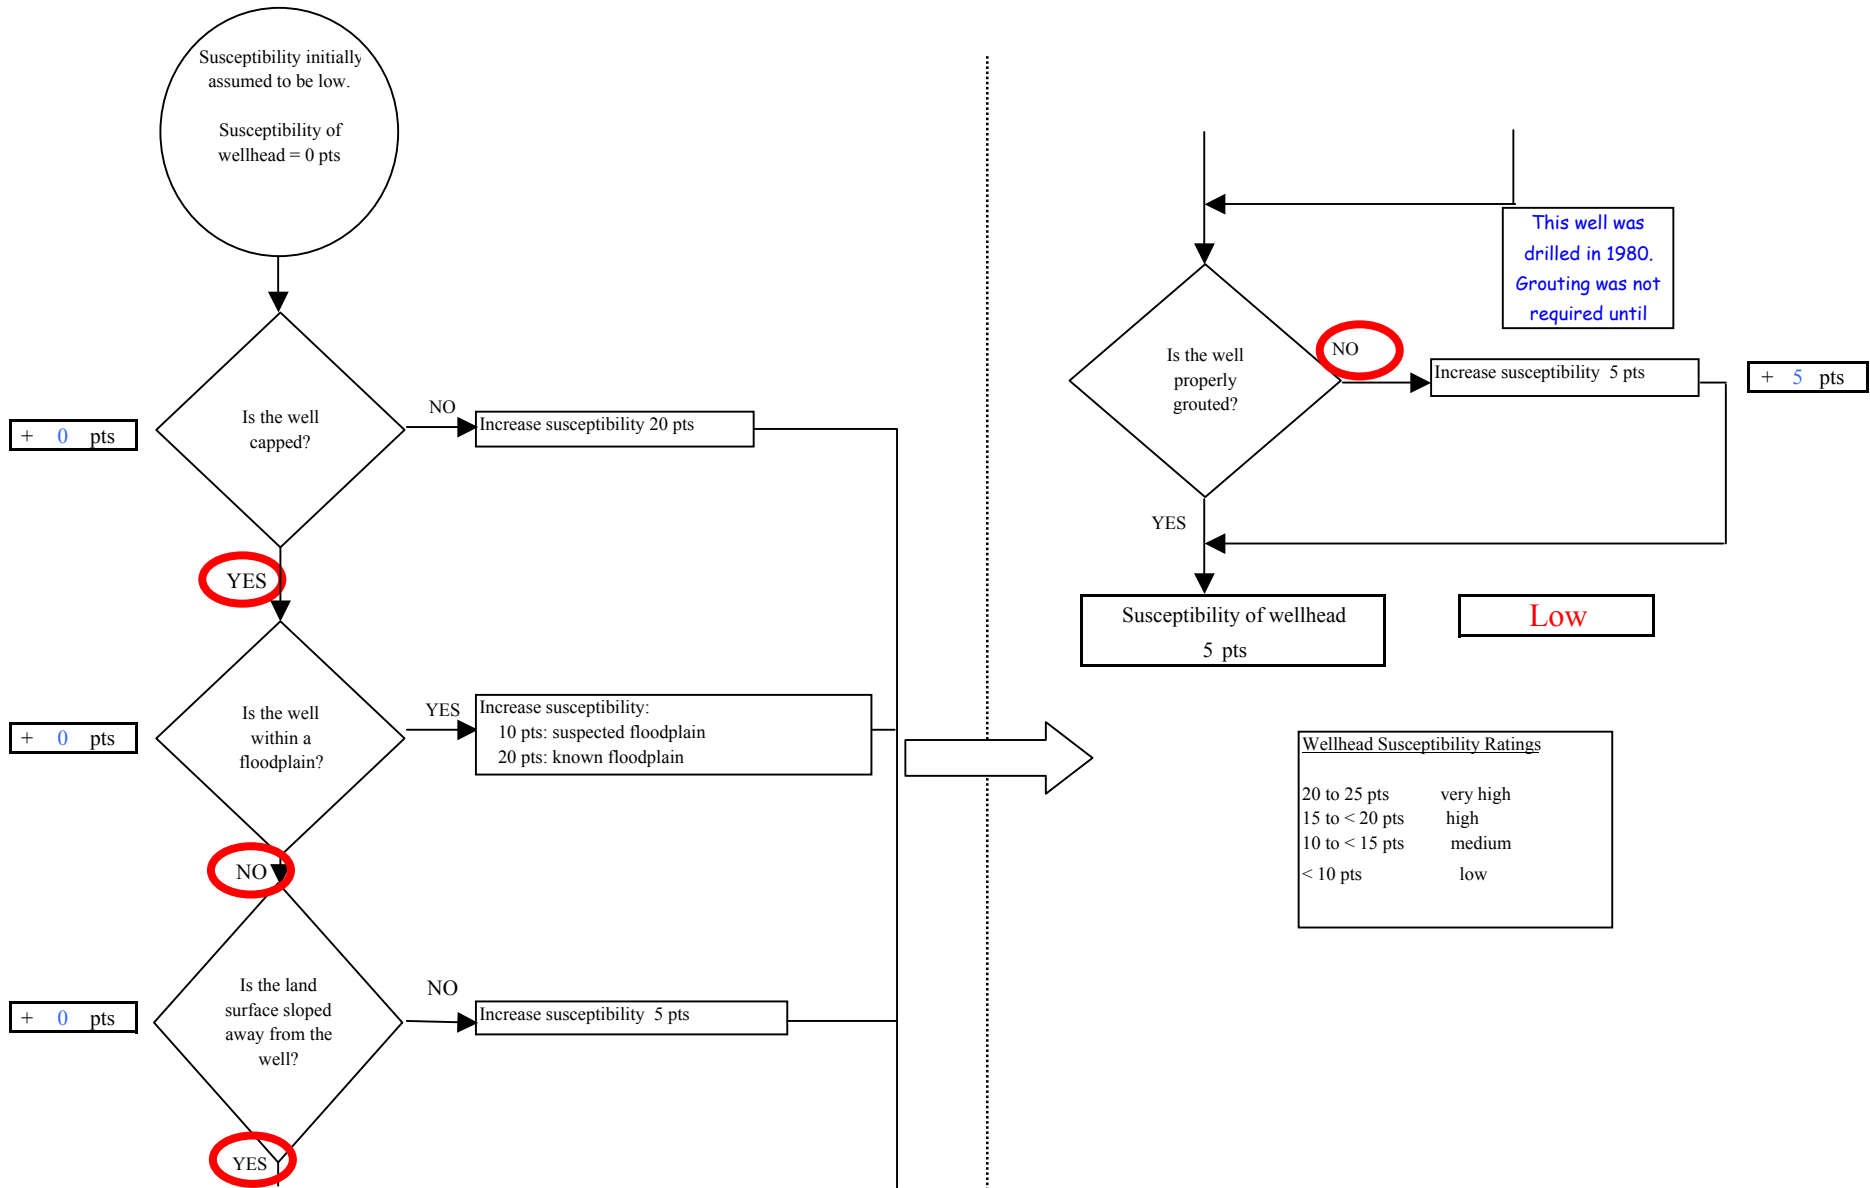 Susceptibility initially
assumed to be low.
Susceptibility of
wellhead = 0 pts
Is the well
capped?
NO
Increase susceptibility 20 pts
+ 0 pts
YES
Is the well
within a
floodplain?
YES
Increase susceptibility:
10 pts: suspected floodplain
20 pts: known floodplain
+ 0 pts
NO
Is the land
surface sloped
away from the
well?
NO
Increase susceptibility 5 pts
+ 0 pts
YES
This well was
drilled in 1980.
Grouting was not
required until
Is the well
properly
grouted?
NO
Increase susceptibility 5 pts
+ 5 pts
YES
Susceptibility of wellhead
5 pts
Low
Wellhead Susceptibility Ratings
20 to 25 pts very high
15 to < 20 pts high
10 to < 15 pts medium
< 10 pts low